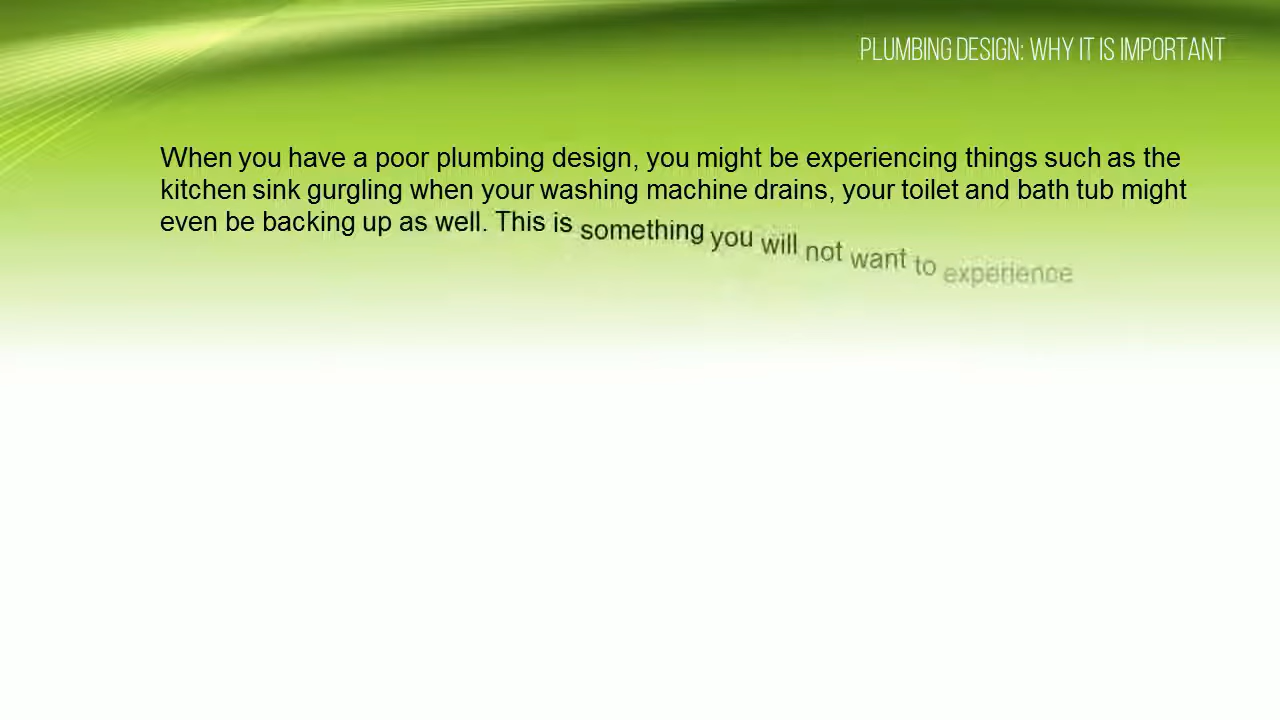 PLUMBING DESIGN: WHY IT IS IMPORTANT
When you have a poor plumbing design, you might be experiencing things such as the
kitchen sink gurgling when your washing machine drains, your toilet and bath tub might
even be backing up as well. This is something you will not want to experience